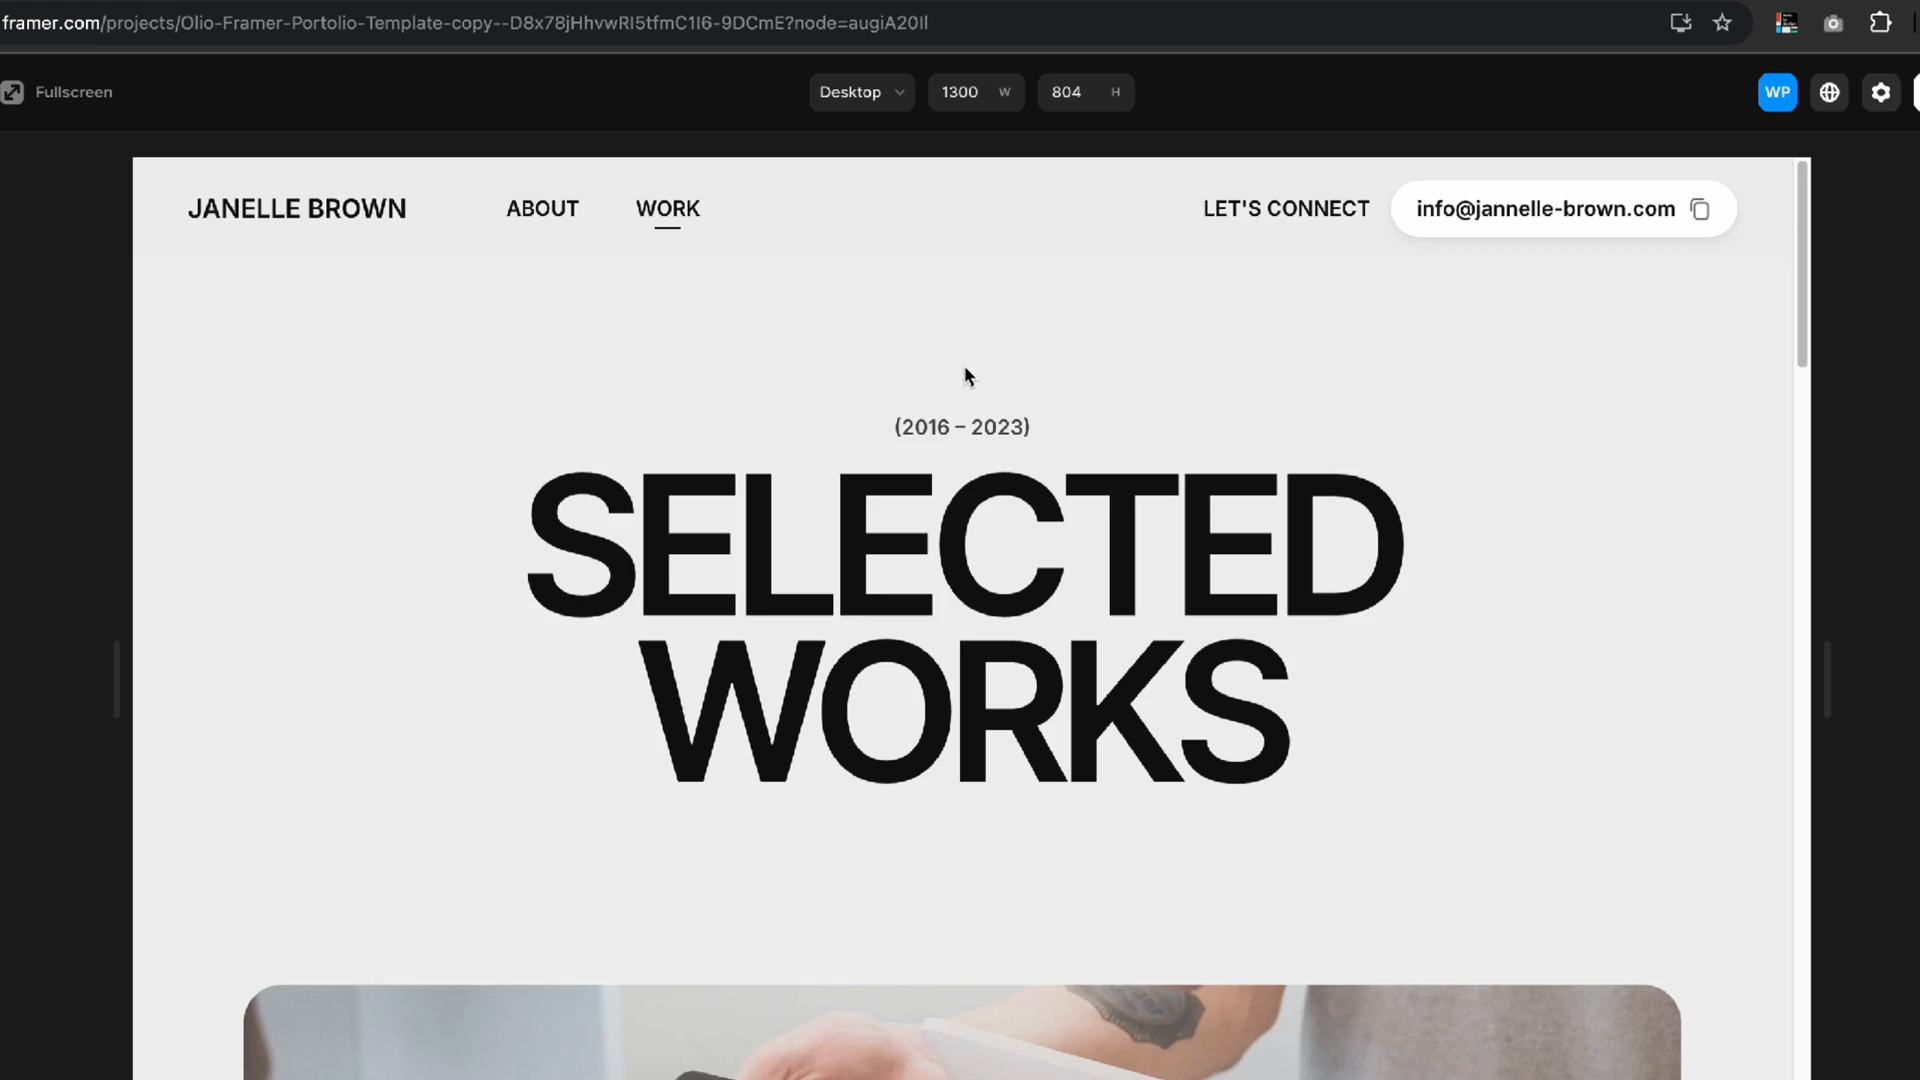 framer.com/projects/Olio-Framer-Portolio-Template-copy--D8x78jHhvwRI5tfmC1I6-9DCmE?node=augiA20Il
Fullscreen
Desktop
1300 W
804 H
WP
JANELLE BROWN
ABOUT
WORK
LET'S CONNECT
info@jannelle-brown.com
(2016 – 2023)
SELECTED
WORKS